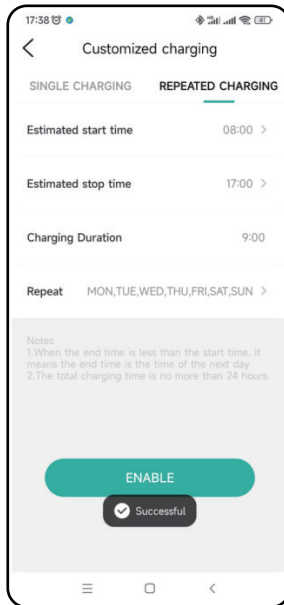 17:38
Customized charging
SINGLE CHARGING REPEATED CHARGING
Estimated start time 08:00
Estimated stop time 17:00
Charging Duration 9:00
Repeat MON,TUE,WED,THU,FRI,SAT,SUN
Notes
1.When the end time is less than the start time. it
means the end time is the time of the next day
2.The total charging time is no more than 24 hours.
ENABLE
Successful